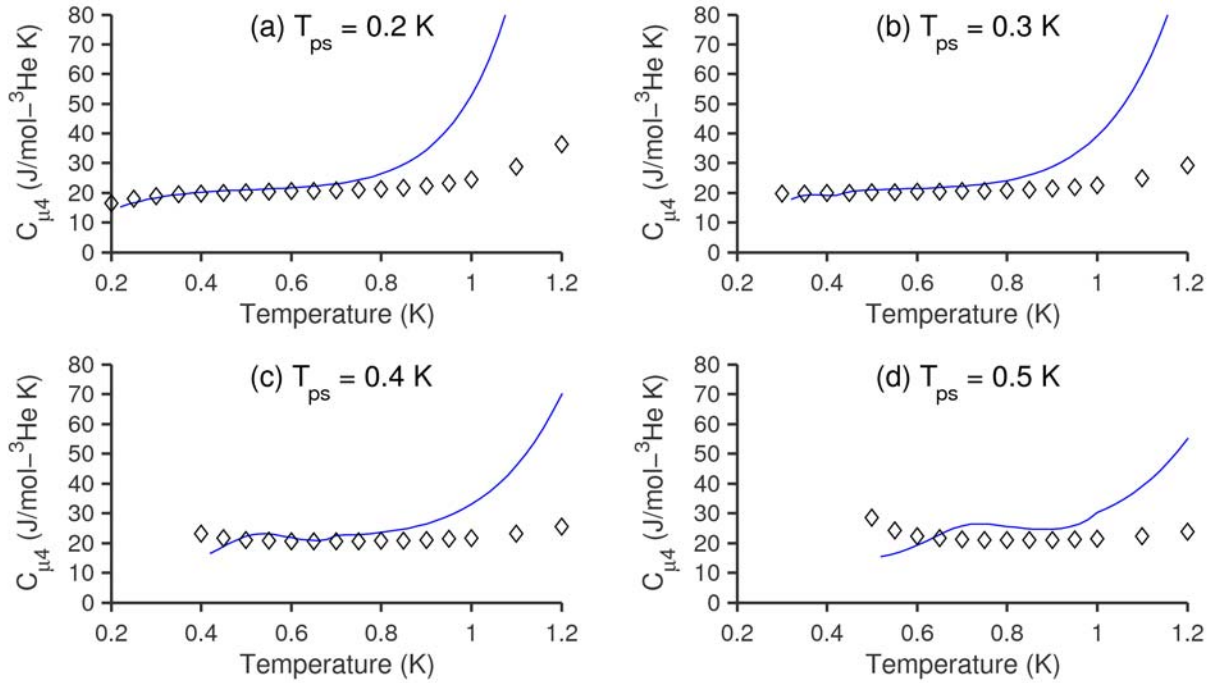 (a) T_ps = 0.2 K
C_μ4 (J/mol-³He K)
80
70
60
50
40
30
20
10
0
0.2 0.4 0.6 0.8 1 1.2
Temperature (K)
(b) T_ps = 0.3 K
C_μ4 (J/mol-³He K)
80
70
60
50
40
30
20
10
0
0.2 0.4 0.6 0.8 1 1.2
Temperature (K)
(c) T_ps = 0.4 K
C_μ4 (J/mol-³He K)
80
70
60
50
40
30
20
10
0
0.2 0.4 0.6 0.8 1 1.2
Temperature (K)
(d) T_ps = 0.5 K
C_μ4 (J/mol-³He K)
80
70
60
50
40
30
20
10
0
0.2 0.4 0.6 0.8 1 1.2
Temperature (K)